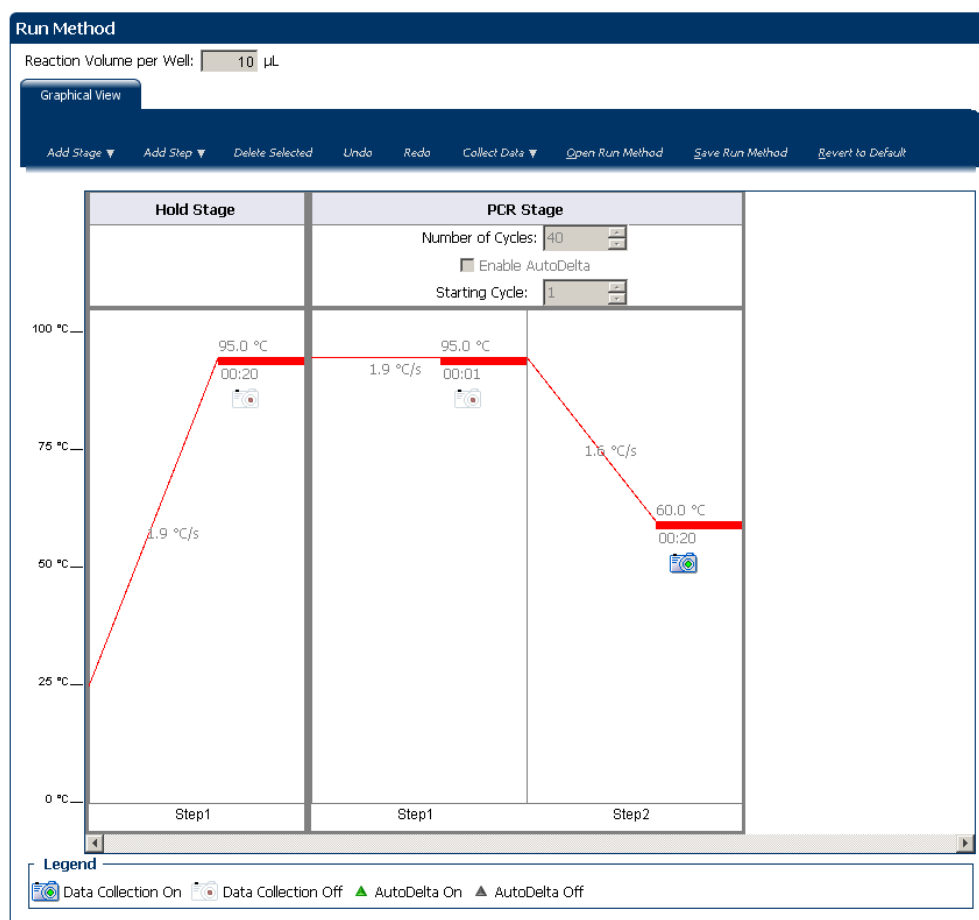 Run Method
Reaction Volume per Well: 10 µL
Graphical View
Add Stage ▼ Add Step ▼ Delete Selected Undo Redo Collect Data ▼ Open Run Method Save Run Method Revert to Default
Hold Stage PCR Stage
Number of Cycles: 40
Enable AutoDelta
Starting Cycle: 1
100 °C
95.0 °C 95.0 °C
1.9 °C/s
00:20 00:01
75 °C
1.6 °C/s
60.0 °C
1.9 °C/s
00:20
50 °C
25 °C
0 °C
Step1 Step1 Step2
Legend
Data Collection On Data Collection Off AutoDelta On AutoDelta Off